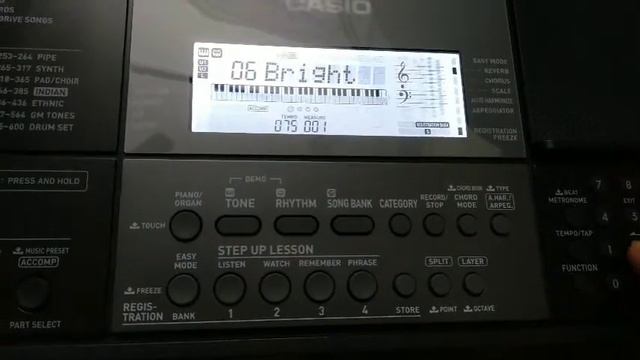 CASIO
DRIVE SONGS
253-264 PIPE
265-317 SYNTH
318-365 PAD/CHOIR
366-385 INDIAN
386-436 ETHNIC
437-564 GM TONES
565-600 DRUM SET
PRESS AND HOLD
06 Bright
ACCOMP
TEMPO MEASURE
075 001
EASY MODE
REVERB
CHORUS
SCALE
AUTO HARMONIZE
ARPEGGIATOR
REGISTRATION
FREEZE
DEMO
PIANO/
ORGAN
TONE
RHYTHM
SONG BANK
CATEGORY
RECORD/
STOP
CHORD BOOK
CHORD
MODE
TYPE
A.HAR./
ARPEG.
TOUCH
BEAT
METRONOME
7
8
EXIT
4
5
TEMPO/TAP
1
FUNCTION
0
MUSIC PRESET
ACCOMP
PART SELECT
EASY
MODE
STEP UP LESSON
LISTEN
WATCH
REMEMBER
PHRASE
SPLIT
LAYER
FREEZE
REGIS-
TRATION
BANK
1
2
3
4
STORE
POINT
OCTAVE